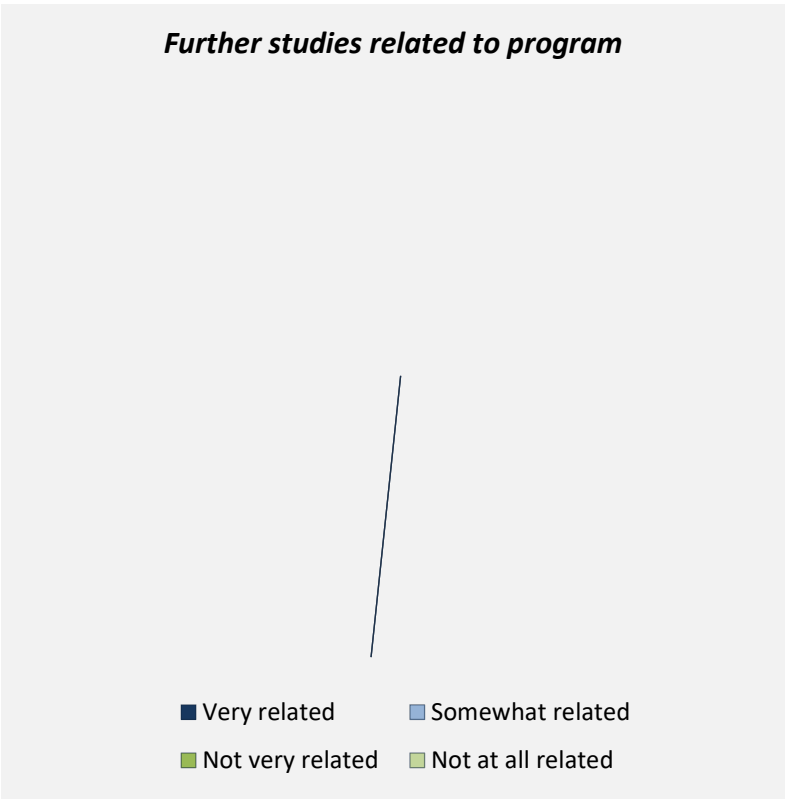 Further studies related to program
Very related
Somewhat related
Not very related
Not at all related